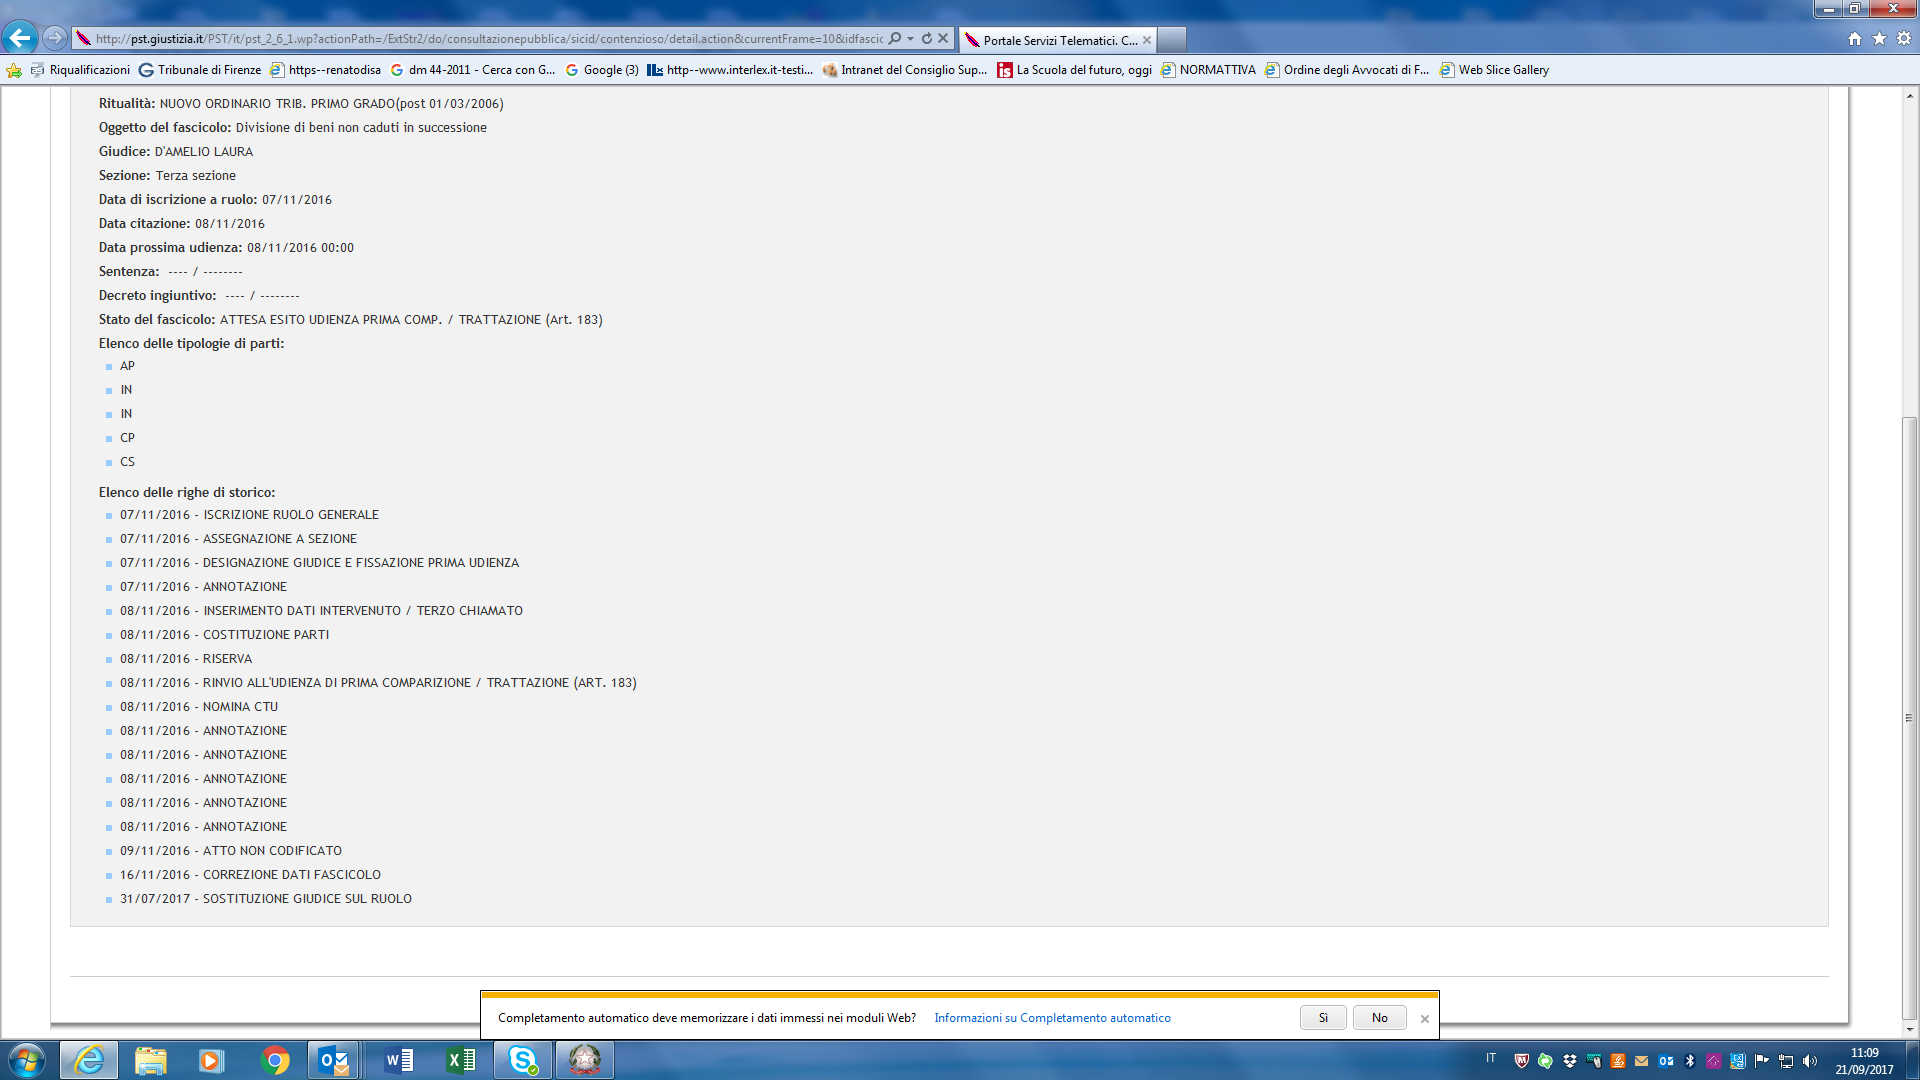 http://pst.giustizia.it/PST/it/pst_2_6_1.wp?actionPath=/ExtStr2/do/consultazionepubblica/sicid/contenzioso/detail.action&currentFrame=10&idfascic
Portale Servizi Telematici. C...
Riqualificazioni
Tribunale di Firenze
https--renatodisa
dm 44-2011 - Cerca con G...
Google (3)
http--www.interlex.it-testi...
Intranet del Consiglio Sup...
La Scuola del futuro, oggi
NORMATTIVA
Ordine degli Avvocati di F...
Web Slice Gallery
Ritualità: NUOVO ORDINARIO TRIB. PRIMO GRADO(post 01/03/2006)
Oggetto del fascicolo: Divisione di beni non caduti in successione
Giudice: D'AMELIO LAURA
Sezione: Terza sezione
Data di iscrizione a ruolo: 07/11/2016
Data citazione: 08/11/2016
Data prossima udienza: 08/11/2016 00:00
Sentenza: ---- / --------
Decreto ingiuntivo: ---- / --------
Stato del fascicolo: ATTESA ESITO UDIENZA PRIMA COMP. / TRATTAZIONE (Art. 183)
Elenco delle tipologie di parti:
AP
IN
IN
CP
CS
Elenco delle righe di storico:
07/11/2016 - ISCRIZIONE RUOLO GENERALE
07/11/2016 - ASSEGNAZIONE A SEZIONE
07/11/2016 - DESIGNAZIONE GIUDICE E FISSAZIONE PRIMA UDIENZA
07/11/2016 - ANNOTAZIONE
08/11/2016 - INSERIMENTO DATI INTERVENUTO / TERZO CHIAMATO
08/11/2016 - COSTITUZIONE PARTI
08/11/2016 - RISERVA
08/11/2016 - RINVIO ALL'UDIENZA DI PRIMA COMPARIZIONE / TRATTAZIONE (ART. 183)
08/11/2016 - NOMINA CTU
08/11/2016 - ANNOTAZIONE
08/11/2016 - ANNOTAZIONE
08/11/2016 - ANNOTAZIONE
08/11/2016 - ANNOTAZIONE
08/11/2016 - ANNOTAZIONE
09/11/2016 - ATTO NON CODIFICATO
16/11/2016 - CORREZIONE DATI FASCICOLO
31/07/2017 - SOSTITUZIONE GIUDICE SUL RUOLO
Completamento automatico deve memorizzare i dati immessi nei moduli Web? Informazioni su Completamento automatico
Sì
No
IT
11:09
21/09/2017